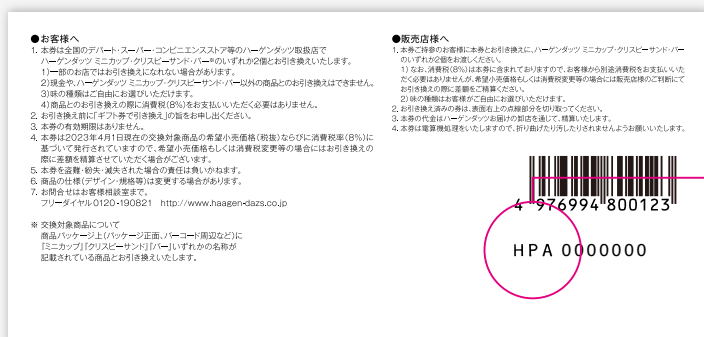 ●お客様へ
1. 本券は全国のデパート・スーパー・コンビニエンスストア等のハーゲンダッツ取扱店で
ハーゲンダッツ ミニカップ・クリスピーサンド・バー®のいずれか2個とお引き換えいたします。
1)一部のお店ではお引き換えになれない場合があります。
2)現金や、ハーゲンダッツ ミニカップ・クリスピーサンド・バー以外の商品とのお引き換えはできません。
3)味の種類はご自由にお選びいただけます。
4)商品とのお引き換えの際に消費税(8%)をお支払いいただく必要はありません。
2. お引き換え前に「ギフト券で引き換え」の旨をお申し出ください。
3. 本券の有効期限はありません。
4. 本券は2023年4月1日現在の交換対象商品の希望小売価格(税抜)ならびに消費税率(8%)に
基づいて発行されていますので、希望小売価格もしくは消費税変更等の場合にはお引き換えの
際に差額を精算させていただく場合がございます。
5. 本券を盗難・紛失・滅失された場合の責任は負いかねます。
6. 商品の仕様(デザイン・規格等)は変更する場合があります。
7. お問合せはお客様相談室まで。
フリーダイヤル0120-190821 http://www.haagen-dazs.co.jp
※ 交換対象商品について
商品パッケージ上(パッケージ正面、バーコード周辺など)に
『ミニカップ』『クリスピーサンド』『バー』いずれかの名称が
記載されている商品とお引き換えいたします。
●販売店様へ
1. 本券ご持参のお客様に本券とお引き換えに、ハーゲンダッツ ミニカップ・クリスピーサンド・バー
のいずれか2個をお渡しください。
1) なお、消費税(8%)は本券に含まれておりますので、お客様から別途消費税をお支払いいた
だく必要はありませんが、希望小売価格もしくは消費税変更等の場合には販売店様のご判断にて
お引き換えの際に差額をご精算ください。
2) 味の種類はお客様がご自由にお選びいただけます。
2. お引き換え済みの券は、表面右上の点線部分を切り取ってください。
3. 本券の代金はハーゲンダッツお届けの卸店を通じて、精算いたします。
4. 本券は電算機処理をいたしますので、折り曲げたり汚したりされませんようお願いいたします。
4 976994 800123
HPA 0000000